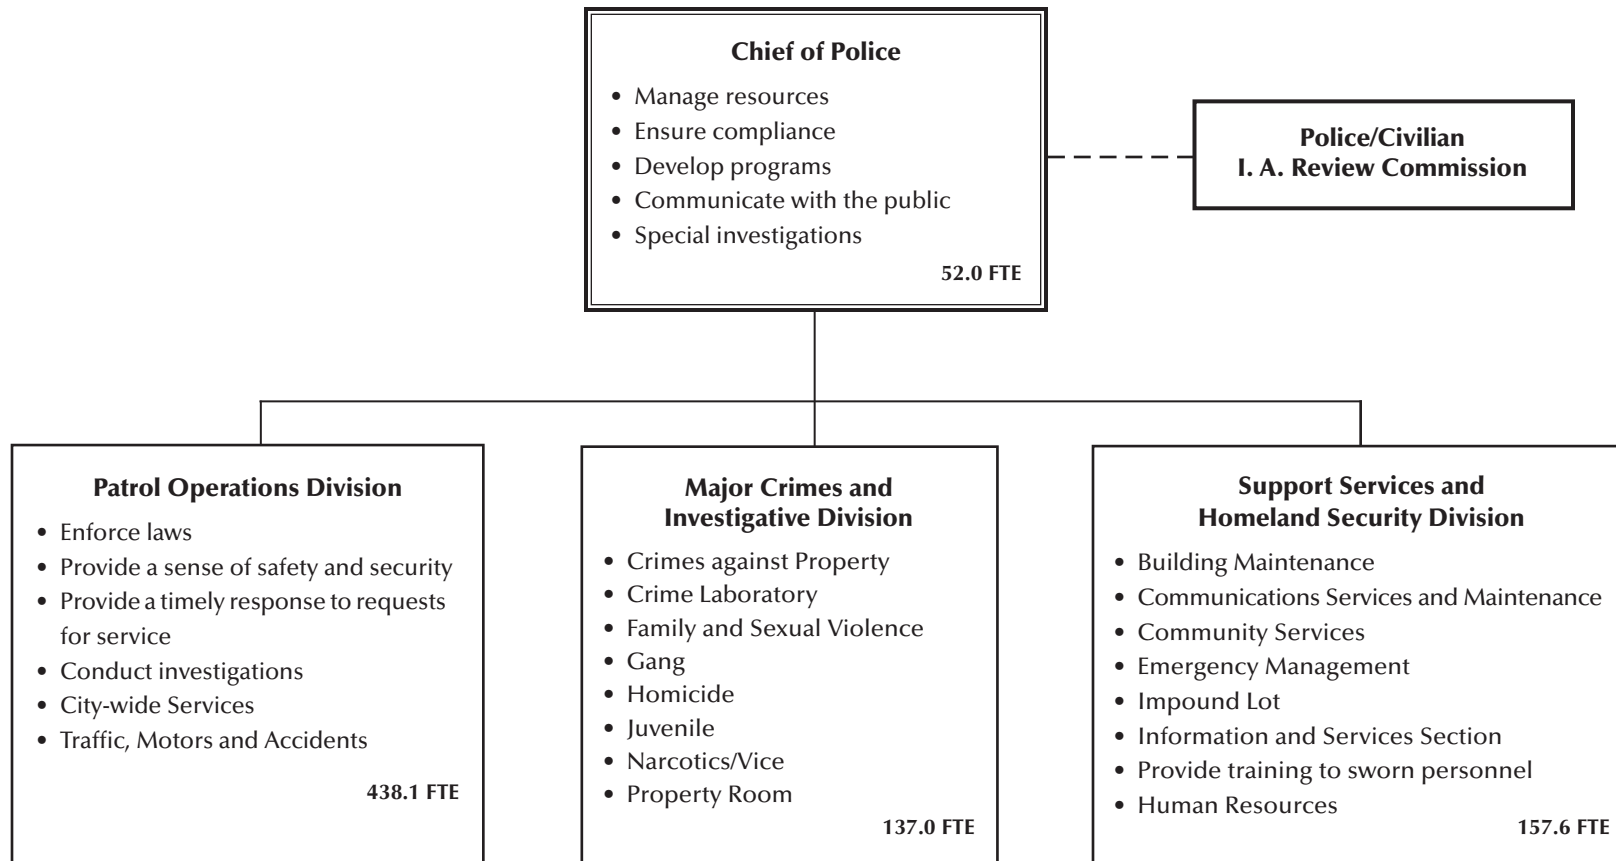 Chief of Police
• Manage resources
• Ensure compliance
• Develop programs
• Communicate with the public
• Special investigations
52.0 FTE
Police/Civilian
I. A. Review Commission
Patrol Operations Division
• Enforce laws
• Provide a sense of safety and security
• Provide a timely response to requests
for service
• Conduct investigations
• City-wide Services
• Traffic, Motors and Accidents
438.1 FTE
Major Crimes and
Investigative Division
• Crimes against Property
• Crime Laboratory
• Family and Sexual Violence
• Gang
• Homicide
• Juvenile
• Narcotics/Vice
• Property Room
137.0 FTE
Support Services and
Homeland Security Division
• Building Maintenance
• Communications Services and Maintenance
• Community Services
• Emergency Management
• Impound Lot
• Information and Services Section
• Provide training to sworn personnel
• Human Resources
157.6 FTE